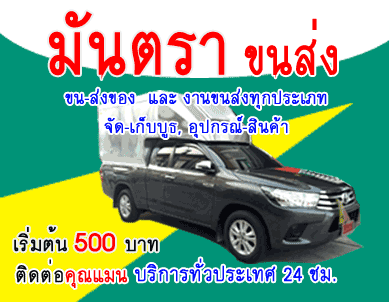 มันตรา ขนส่ง
ขน-ส่งของ และ งานขนส่งทุกประเภท
จัด-เก็บบูธ, อุปกรณ์-สินค้า
เริ่มต้น 500 บาท
ติดต่อคุณแมน บริการทั่วประเทศ 24 ชม.